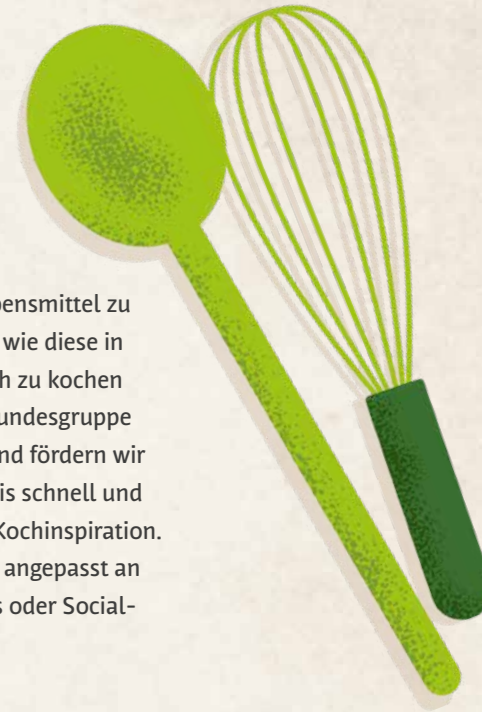 bensmittel zu
wie diese in
h zu kochen
undesgruppe
nd fördern wir
is schnell und
Kochinspiration.
angepasst an
s oder Social-